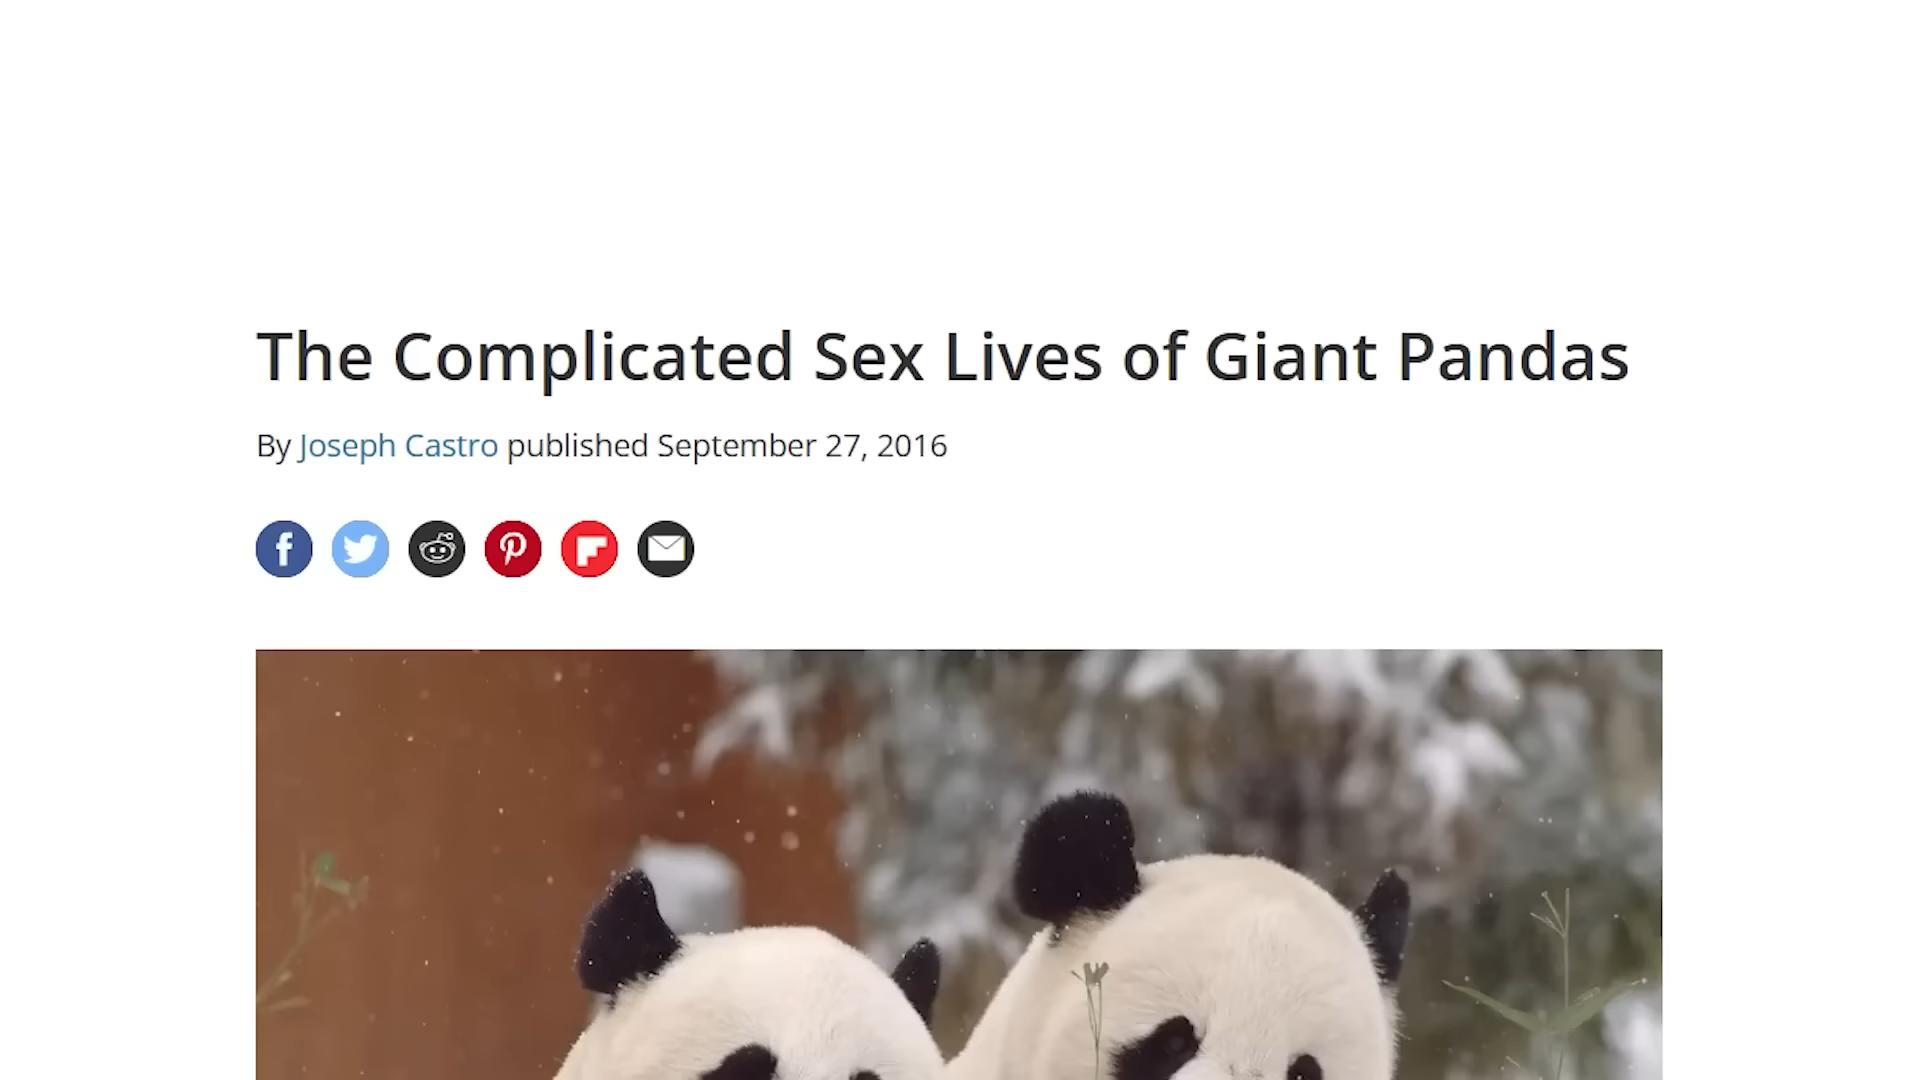 The Complicated Sex Lives of Giant Pandas
By Joseph Castro published September 27, 2016